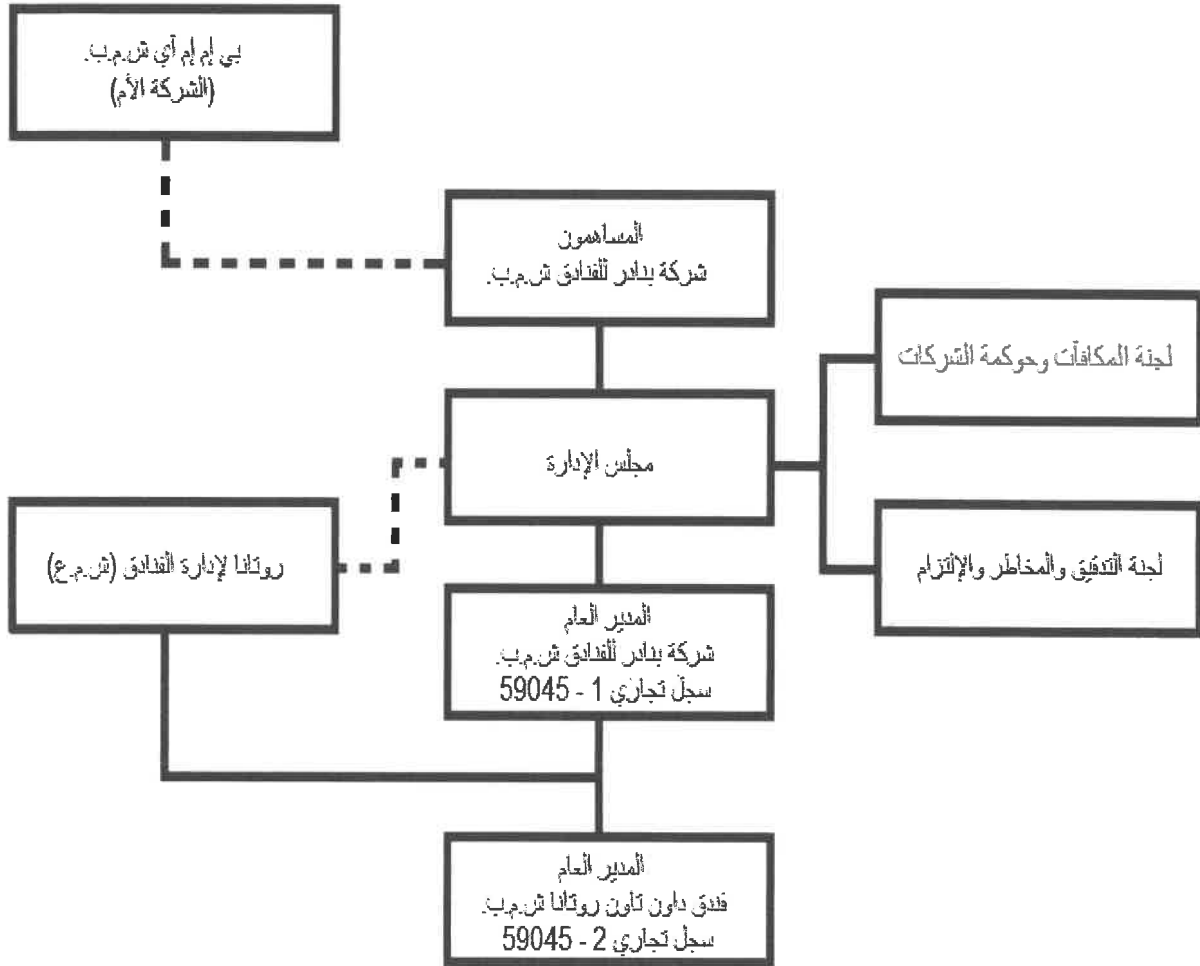 بي إم إم آي ش.م.ب.
(الشركة الأم)
المساهمون
شركة بنادر للفنادق ش.م.ب.
لجنة المكافآت وحوكمة الشركات
مجلس الإدارة
لجنة التدقيق والمخاطر والإلتزام
روتانا لإدارة الفنادق (ش.م.ع)
المدير العام
شركة بنادر للفنادق ش.م.ب.
سجل تجاري 1 - 59045
المدير العام
فندق داون تاون روتانا ش.م.ب.
سجل تجاري 2 - 59045